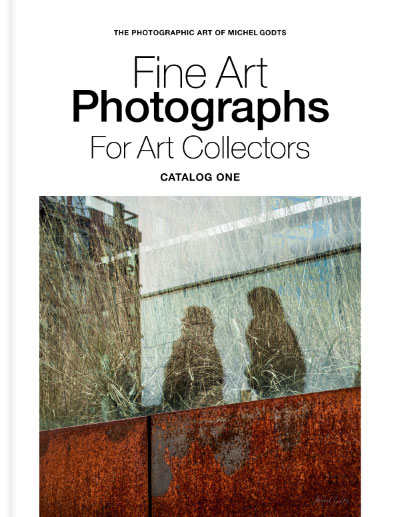 THE PHOTOGRAPHIC ART OF MICHEL GODTS
Fine Art
Photographs
For Art Collectors
CATALOG ONE